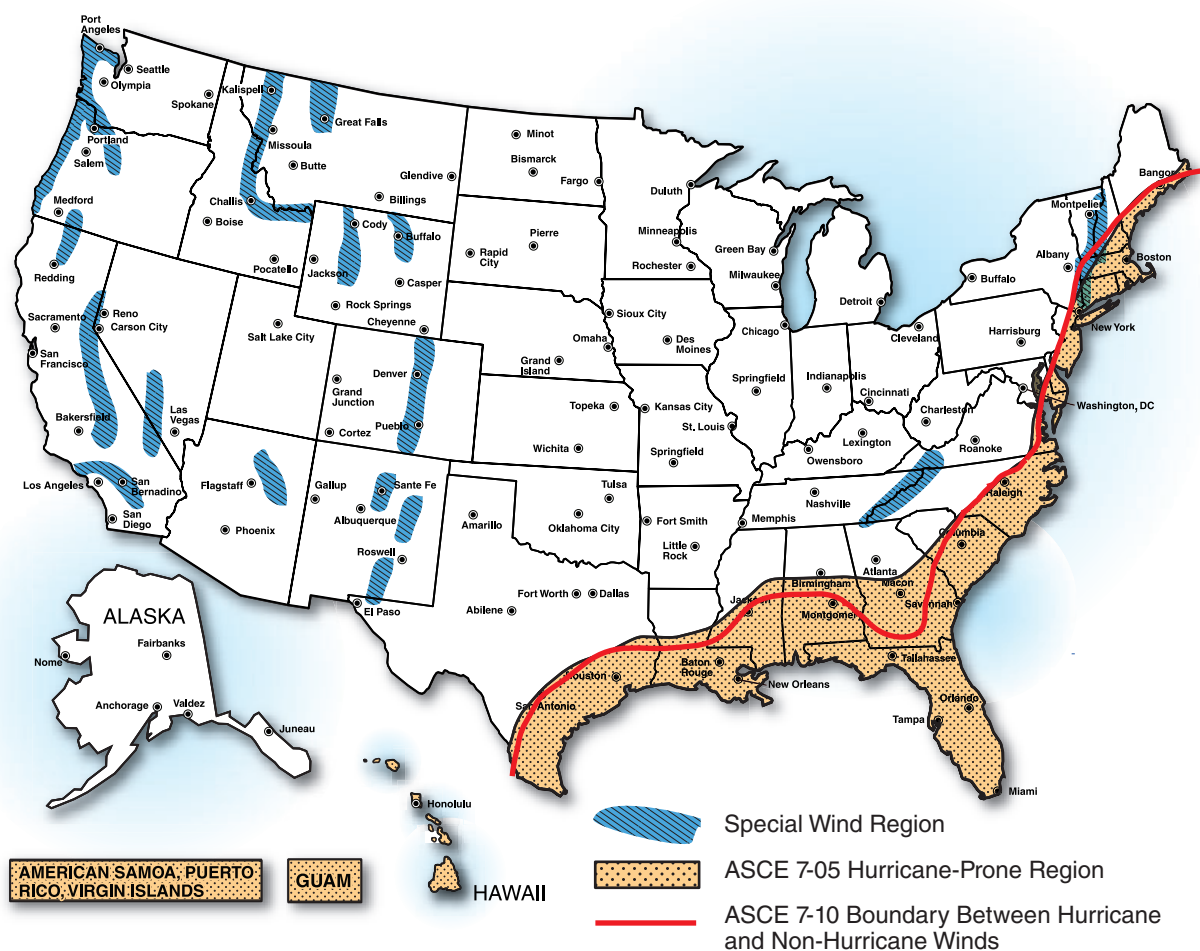 Port
Angeles
Seattle
Olympia
Spokane
Kalispell
Great Falls
Missoula
Butte
Glendive
Billings
Portland
Salem
Medford
Challis
Boise
Pocatello
Cody
Buffalo
Jackson
Casper
Rock Springs
Cheyenne
Minot
Bismarck
Fargo
Pierre
Rapid
City
Duluth
Minneapolis
Rochester
Green Bay
Milwaukee
Detroit
Chicago
Sioux City
Des
Moines
Omaha
Grand
Island
Redding
Reno
Carson City
Sacramento
San
Francisco
Salt Lake City
Denver
Grand
Junction
Pueblo
Cortez
Bakersfield
Las
Vegas
Los Angeles
San
Bernadino
San
Diego
Flagstaff
Phoenix
Gallup
Sante Fe
Albuquerque
Roswell
El Paso
Topeka
Wichita
Kansas City
St. Louis
Springfield
Springfield
Indianapolis
Cincinnati
Cleveland
Lexington
Owensboro
Charleston
Roanoke
Harrisburg
Buffalo
Albany
Montpelier
Bangor
Boston
New York
Washington, DC
Raleigh
Columbia
Nashville
Memphis
Tulsa
Oklahoma City
Amarillo
Fort Smith
Little
Rock
Fort Worth
Dallas
Abilene
Atlanta
Macon
Savannah
Birmingham
Montgomery
Jackson
Baton
Rouge
New Orleans
Houston
San Antonio
Tallahassee
Orlando
Tampa
Miami
ALASKA
Fairbanks
Nome
Anchorage
Valdez
Juneau
Honolulu
HAWAII
AMERICAN SAMOA, PUERTO
RICO, VIRGIN ISLANDS
GUAM
Special Wind Region
ASCE 7-05 Hurricane-Prone Region
ASCE 7-10 Boundary Between Hurricane
and Non-Hurricane Winds